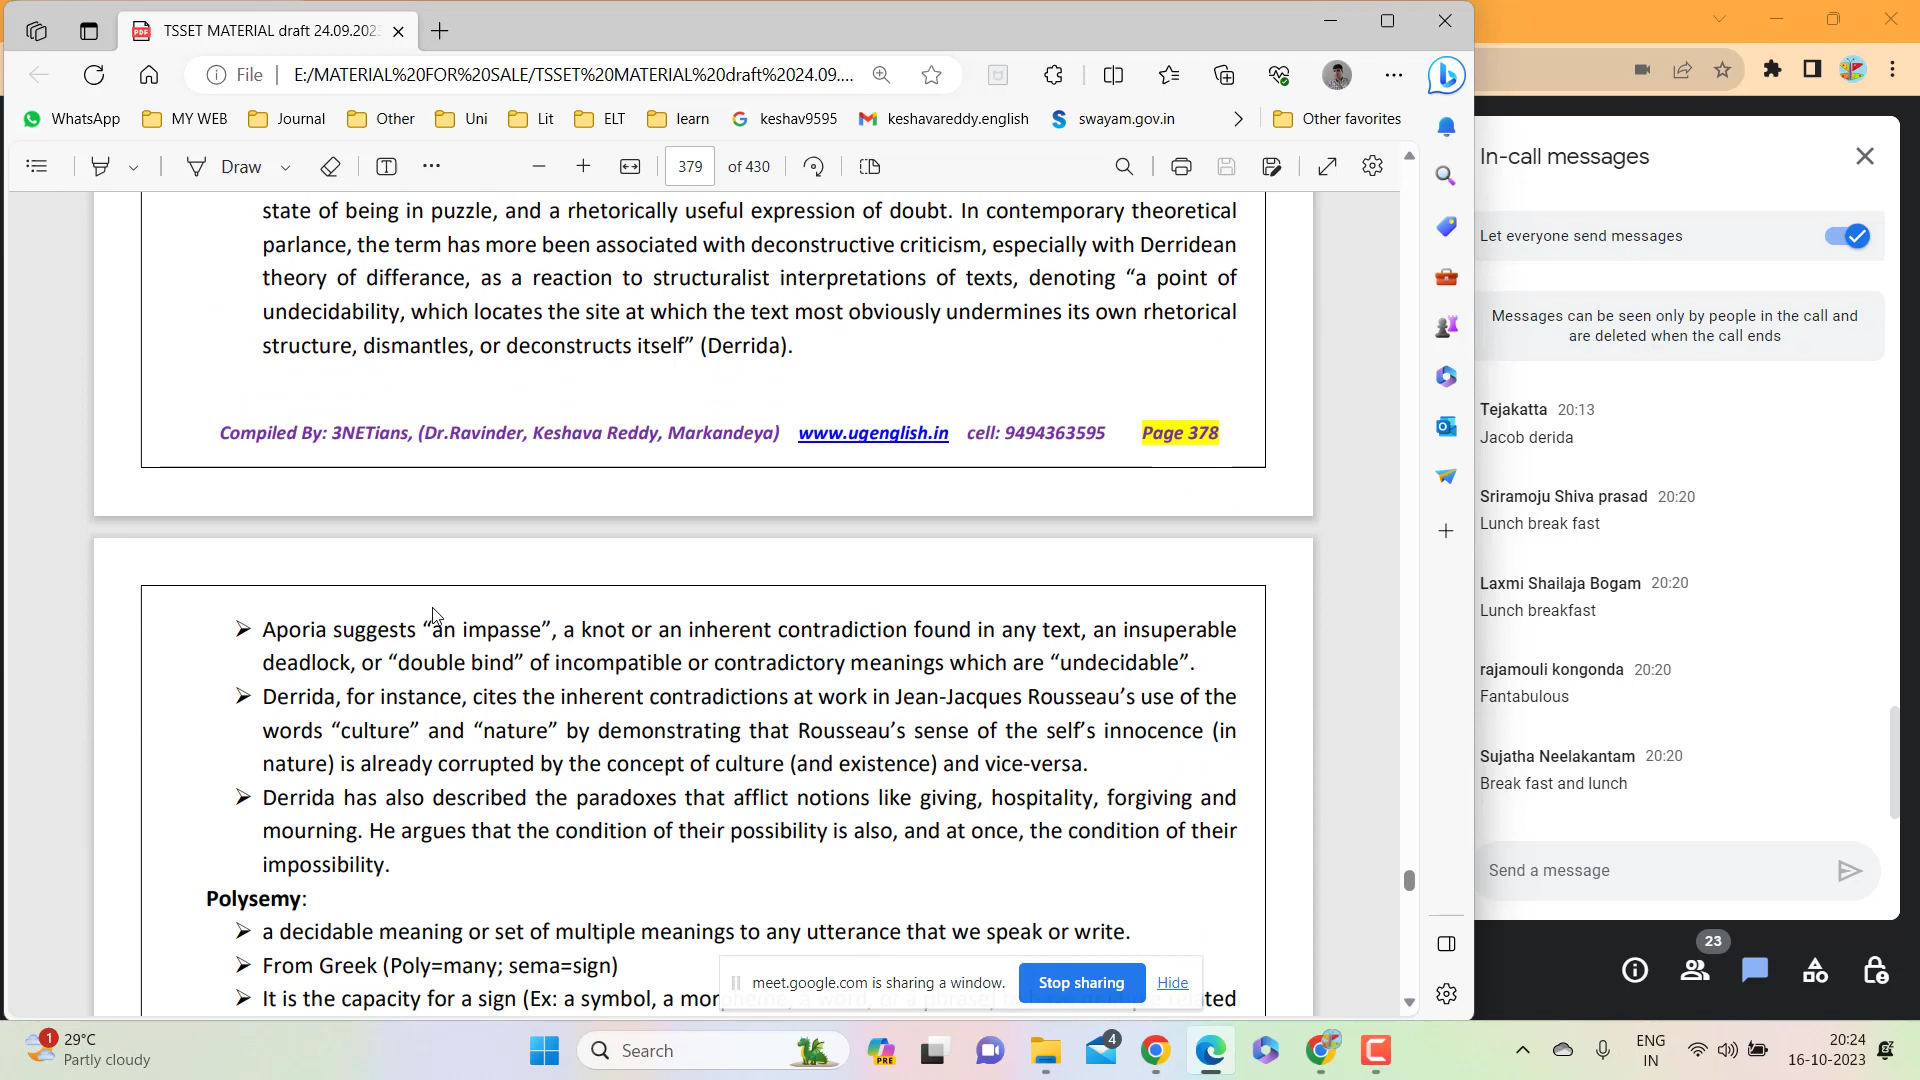 TSSET MATERIAL draft 24.09.202
File
E:/MATERIAL%20FOR%20SALE/TSSET%20MATERIAL%20draft%2024.09....
WhatsApp
MY WEB
Journal
Other
Uni
Lit
ELT
learn
keshav9595
keshavareddy.english
swayam.gov.in
Other favorites
Draw
379
of 430
state of being in puzzle, and a rhetorically useful expression of doubt. In contemporary theoretical
parlance, the term has more been associated with deconstructive criticism, especially with Derridean
theory of differance, as a reaction to structuralist interpretations of texts, denoting “a point of
undecidability, which locates the site at which the text most obviously undermines its own rhetorical
structure, dismantles, or deconstructs itself” (Derrida).
Compiled By: 3NETians, (Dr.Ravinder, Keshava Reddy, Markandeya) www.ugenglish.in cell: 9494363595 Page 378
➢ Aporia suggests “an impasse”, a knot or an inherent contradiction found in any text, an insuperable
deadlock, or “double bind” of incompatible or contradictory meanings which are “undecidable”.
➢ Derrida, for instance, cites the inherent contradictions at work in Jean-Jacques Rousseau’s use of the
words “culture” and “nature” by demonstrating that Rousseau’s sense of the self’s innocence (in
nature) is already corrupted by the concept of culture (and existence) and vice-versa.
➢ Derrida has also described the paradoxes that afflict notions like giving, hospitality, forgiving and
mourning. He argues that the condition of their possibility is also, and at once, the condition of their
impossibility.
Polysemy:
➢ a decidable meaning or set of multiple meanings to any utterance that we speak or write.
➢ From Greek (Poly=many; sema=sign)
➢ It is the capacity for a sign (Ex: a symbol, a
meet.google.com is sharing a window.
Stop sharing
Hide
In-call messages
Let everyone send messages
Messages can be seen only by people in the call and
are deleted when the call ends
Tejakatta 20:13
Jacob derida
Sriramoju Shiva prasad 20:20
Lunch break fast
Laxmi Shailaja Bogam 20:20
Lunch breakfast
rajamouli kongonda 20:20
Fantabulous
Sujatha Neelakantam 20:20
Break fast and lunch
Send a message
23
1
29°C
Partly cloudy
Search
PRE
4
ENG
IN
20:24
16-10-2023